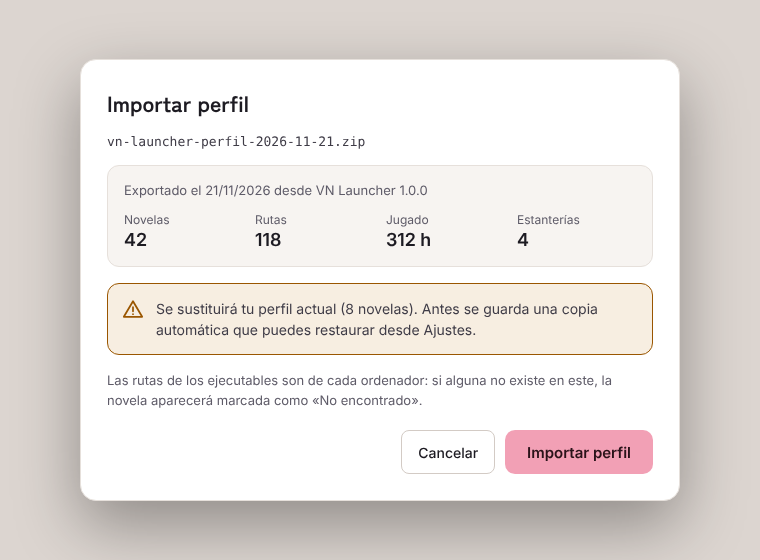 Importar perfil
vn-launcher-perfil-2026-11-21.zip
Exportado el 21/11/2026 desde VN Launcher 1.0.0
Novelas Rutas Jugado Estanterías
42 118 312 h 4
Se sustituirá tu perfil actual (8 novelas). Antes se guarda una copia
automática que puedes restaurar desde Ajustes.
Las rutas de los ejecutables son de cada ordenador: si alguna no existe en este, la
novela aparecerá marcada como «No encontrado».
Cancelar Importar perfil